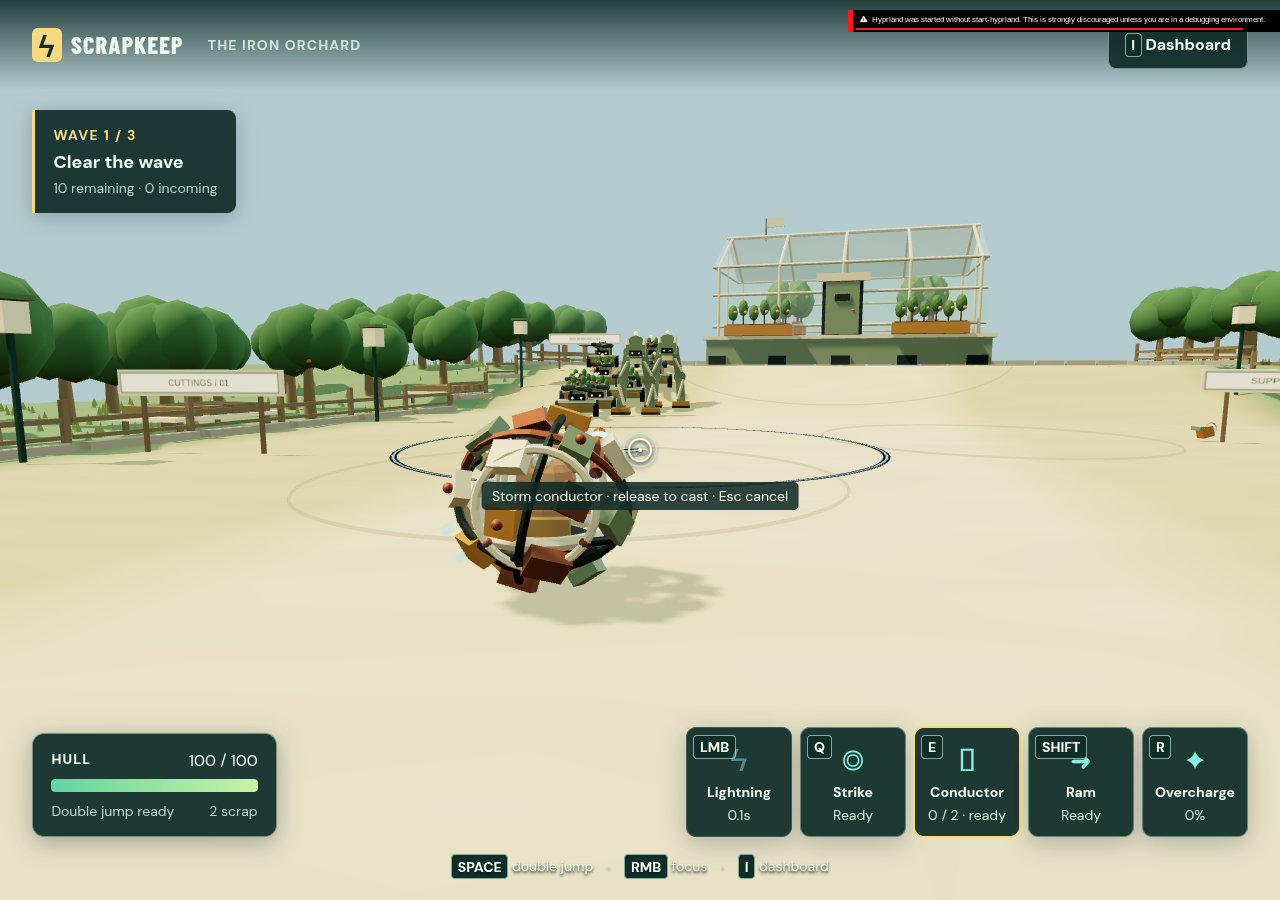 Hyprland was started without start-hyprland. This is strongly discouraged unless you are in a debugging environment.
SCRAPKEEP THE IRON ORCHARD
I Dashboard
WAVE 1 / 3
Clear the wave
10 remaining · 0 incoming
CUTTINGS / 01
SUPP
Storm conductor · release to cast · Esc cancel
HULL 100 / 100
Double jump ready 2 scrap
LMB
Lightning
0.1s
Q
Strike
Ready
E
Conductor
0 / 2 · ready
SHIFT
Ram
Ready
R
Overcharge
0%
SPACE double jump · RMB focus · I dashboard